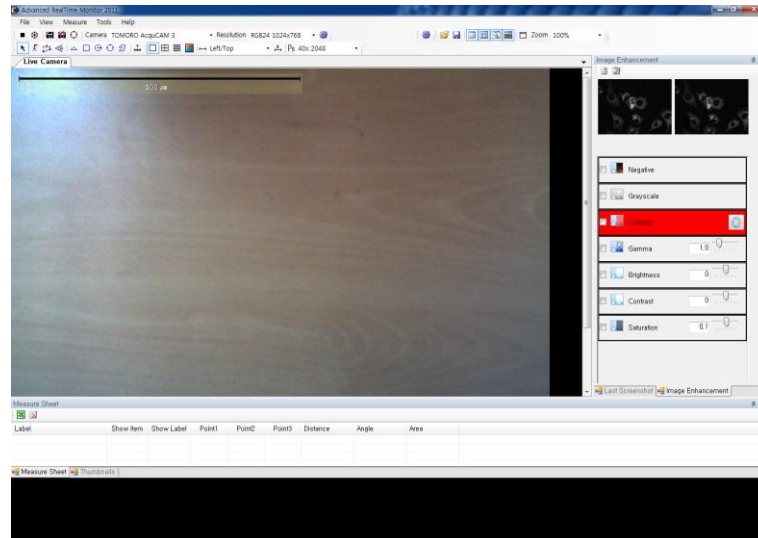 Advanced RealTime Monitor 2011
File View Measure Tools Help
Camera TOMORO AcquCAM 3 Resolution RGB24 1024x768 Zoom 100%
Left/Top Ps 40x 2048
Live Camera
Image Enhancement
Negative
Grayscale
Colorize
Gamma 1.0
Brightness 0
Contrast 0
Saturation 0.1
Last Screenshot Image Enhancement
Measure Sheet
Label Show Item Show Label Point1 Point2 Point3 Distance Angle Area
Measure Sheet Thumbnails